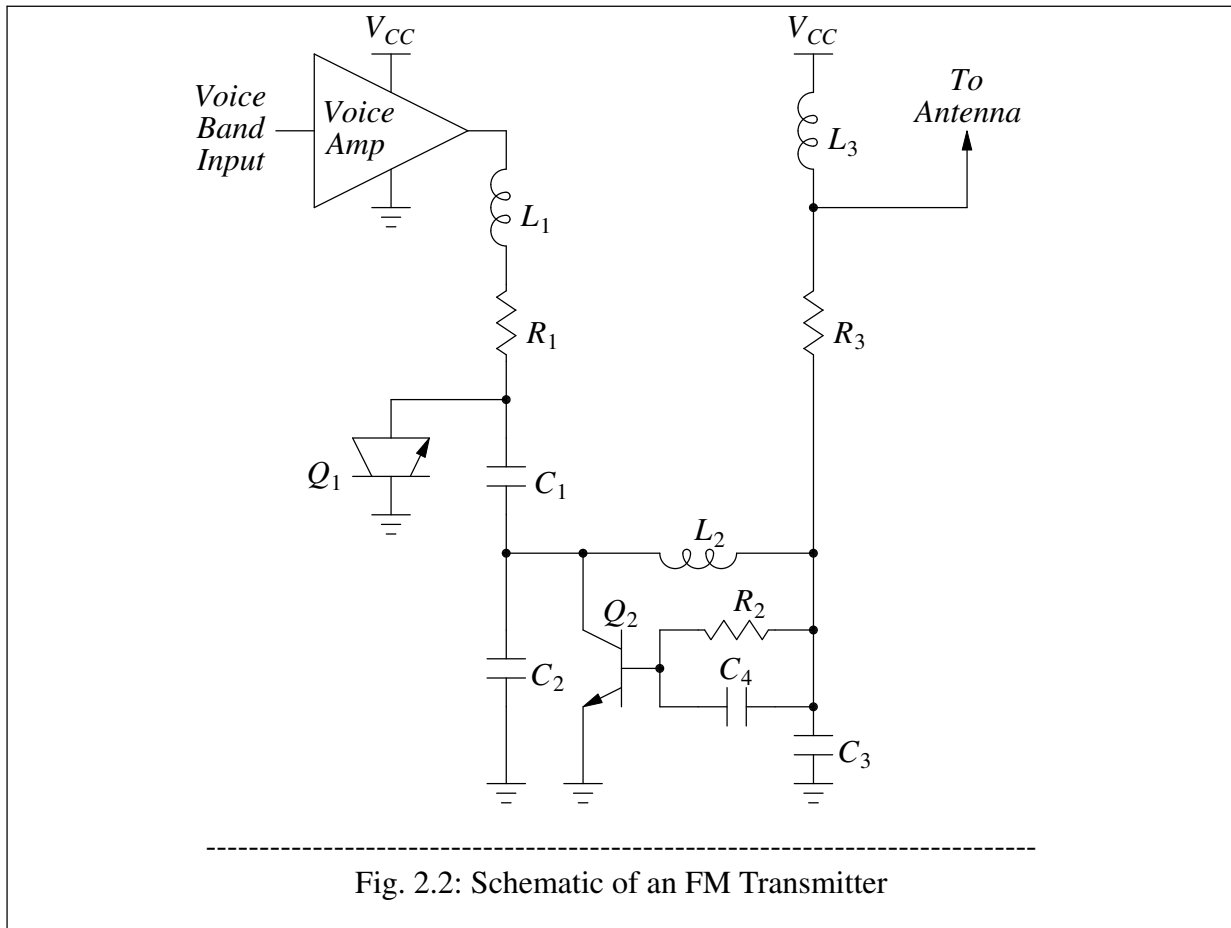 V_CC
V_CC
Voice
Band
Input
Voice
Amp
To
Antenna
L_3
L_1
R_1
R_3
Q_1
C_1
L_2
Q_2
R_2
C_4
C_2
C_3
Fig. 2.2: Schematic of an FM Transmitter